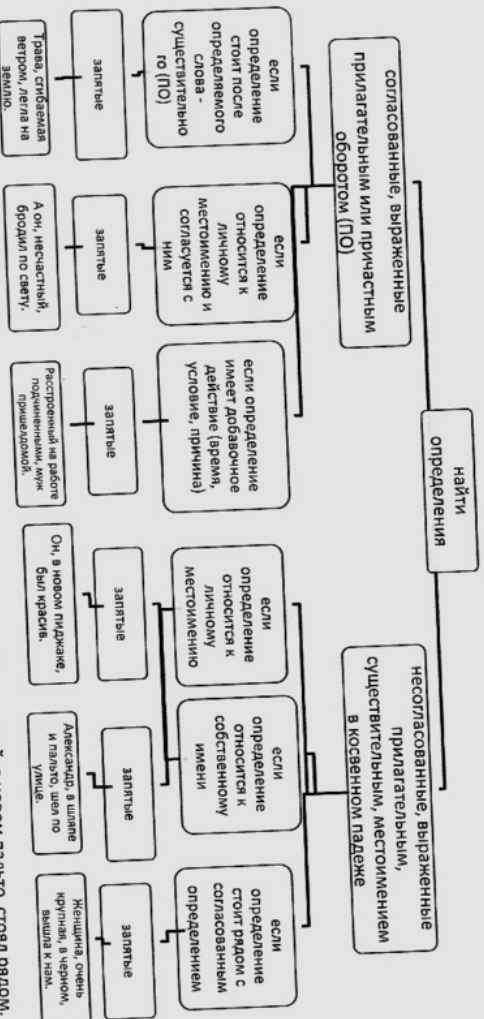 найти
определения
согласованные, выраженные
прилагательным или причастным
оборотом (ПО)
несогласованные, выраженные
прилагательным,
существительным, местоимением
в косвенном падеже
если
определение
стоит после
определяемого
слова -
существительно
го (ПО)
если
определение
относится к
личному
местоимению и
согласуется с
ним
если определение
имеет добавочное
действие (время,
условие, причина)
если
определение
относится к
личному
местоимению
если
определение
относится к
собственному
имени
если
определение
стоит рядом с
согласованным
определением
запятые
запятые
запятые
запятые
запятые
запятые
Трава, сгибаемая
ветром, легла на
землю.
А он, несчастный,
бродил по свету.
Расстроенный на работе
подчиненными, муж
пришелдомой.
Он, в новом пиджаке,
был красив.
Александр, в шляпе
и пальто, шел по
улице.
Женщина, очень
крупная, в черном,
вышла к нам.
пальто, стоял рядом.